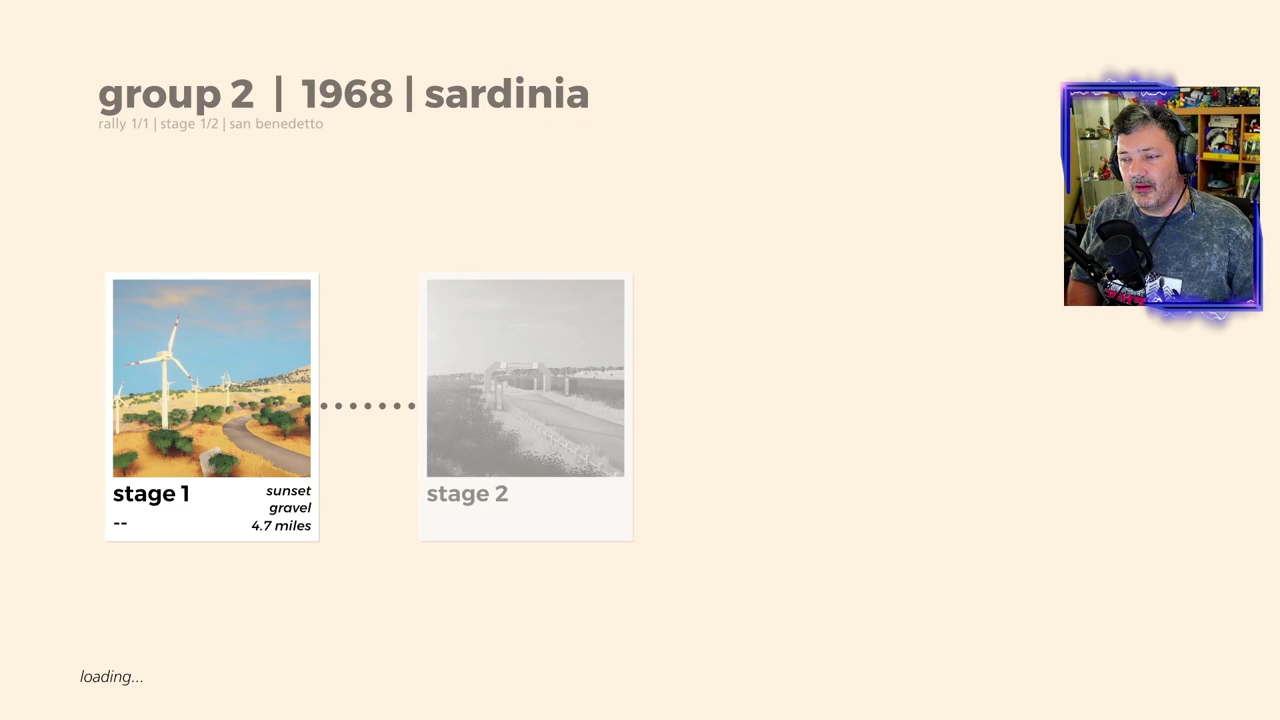 group 2 | 1968 | sardinia
rally 1/1 | stage 1/2 | san benedetto
stage 1
--
sunset
gravel
4.7 miles
stage 2
loading...